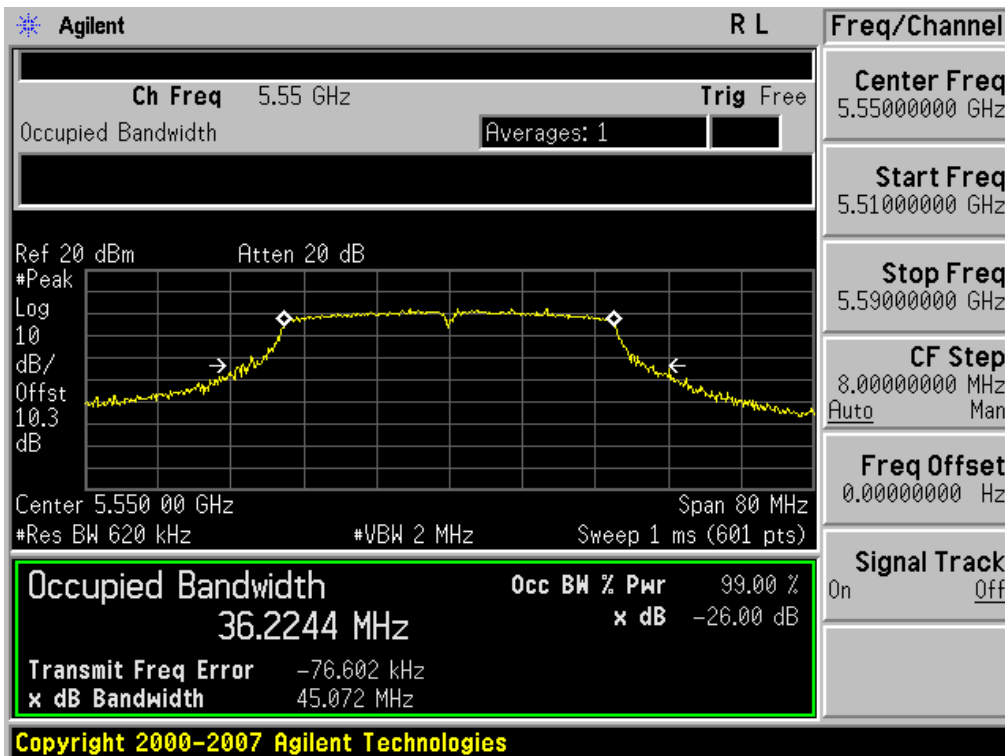 Agilent R L
Freq/Channel
Ch Freq 5.55 GHz Trig Free
Occupied Bandwidth Averages: 1
Ref 20 dBm Atten 20 dB
#Peak
Log
10
dB/
Offst
10.3
dB
Center 5.550 00 GHz Span 80 MHz
#Res BW 620 kHz #VBW 2 MHz Sweep 1 ms (601 pts)
Occupied Bandwidth
36.2244 MHz
Occ BW % Pwr 99.00 %
x dB -26.00 dB
Transmit Freq Error -76.602 kHz
x dB Bandwidth 45.072 MHz
Copyright 2000-2007 Agilent Technologies
Center Freq
5.55000000 GHz
Start Freq
5.51000000 GHz
Stop Freq
5.59000000 GHz
CF Step
8.00000000 MHz
Auto Man
Freq Offset
0.00000000 Hz
Signal Track
On Off